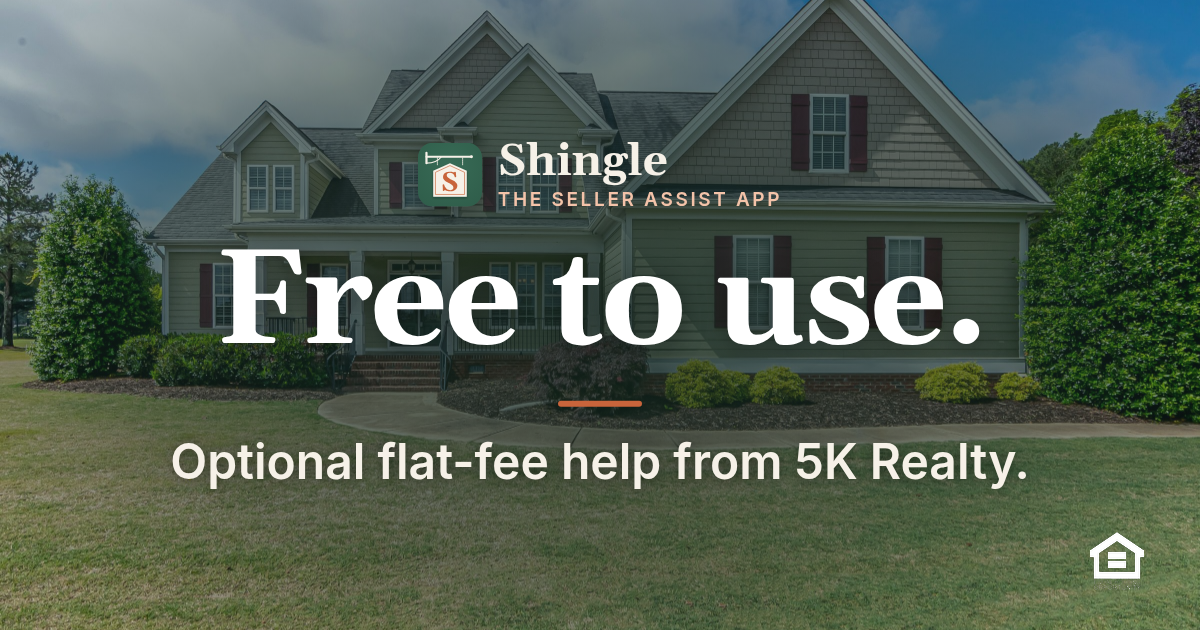 S
Shingle
THE SELLER ASSIST APP
Free to use.
Optional flat-fee help from 5K Realty.